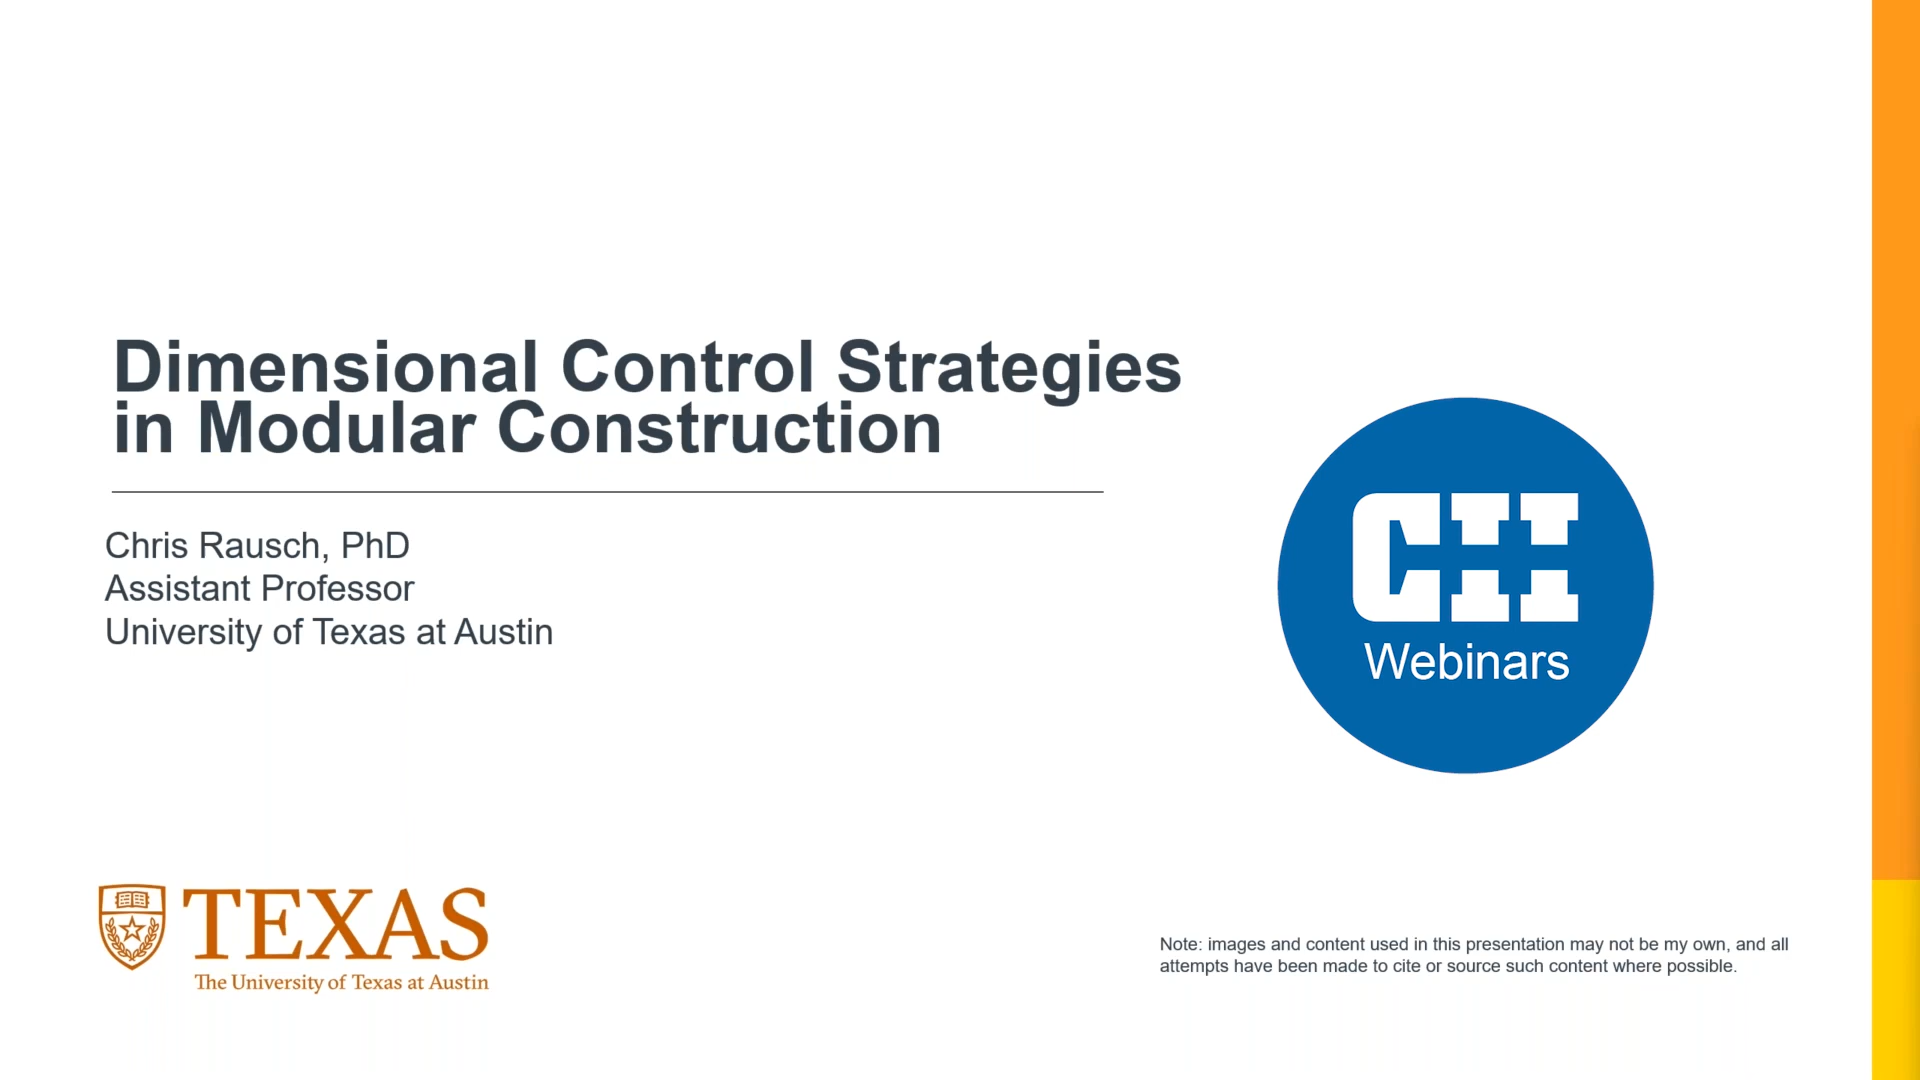 Dimensional Control Strategies
in Modular Construction
Chris Rausch, PhD
Assistant Professor
University of Texas at Austin
CII
Webinars
TEXAS
The University of Texas at Austin
Note: images and content used in this presentation may not be my own, and all
attempts have been made to cite or source such content where possible.